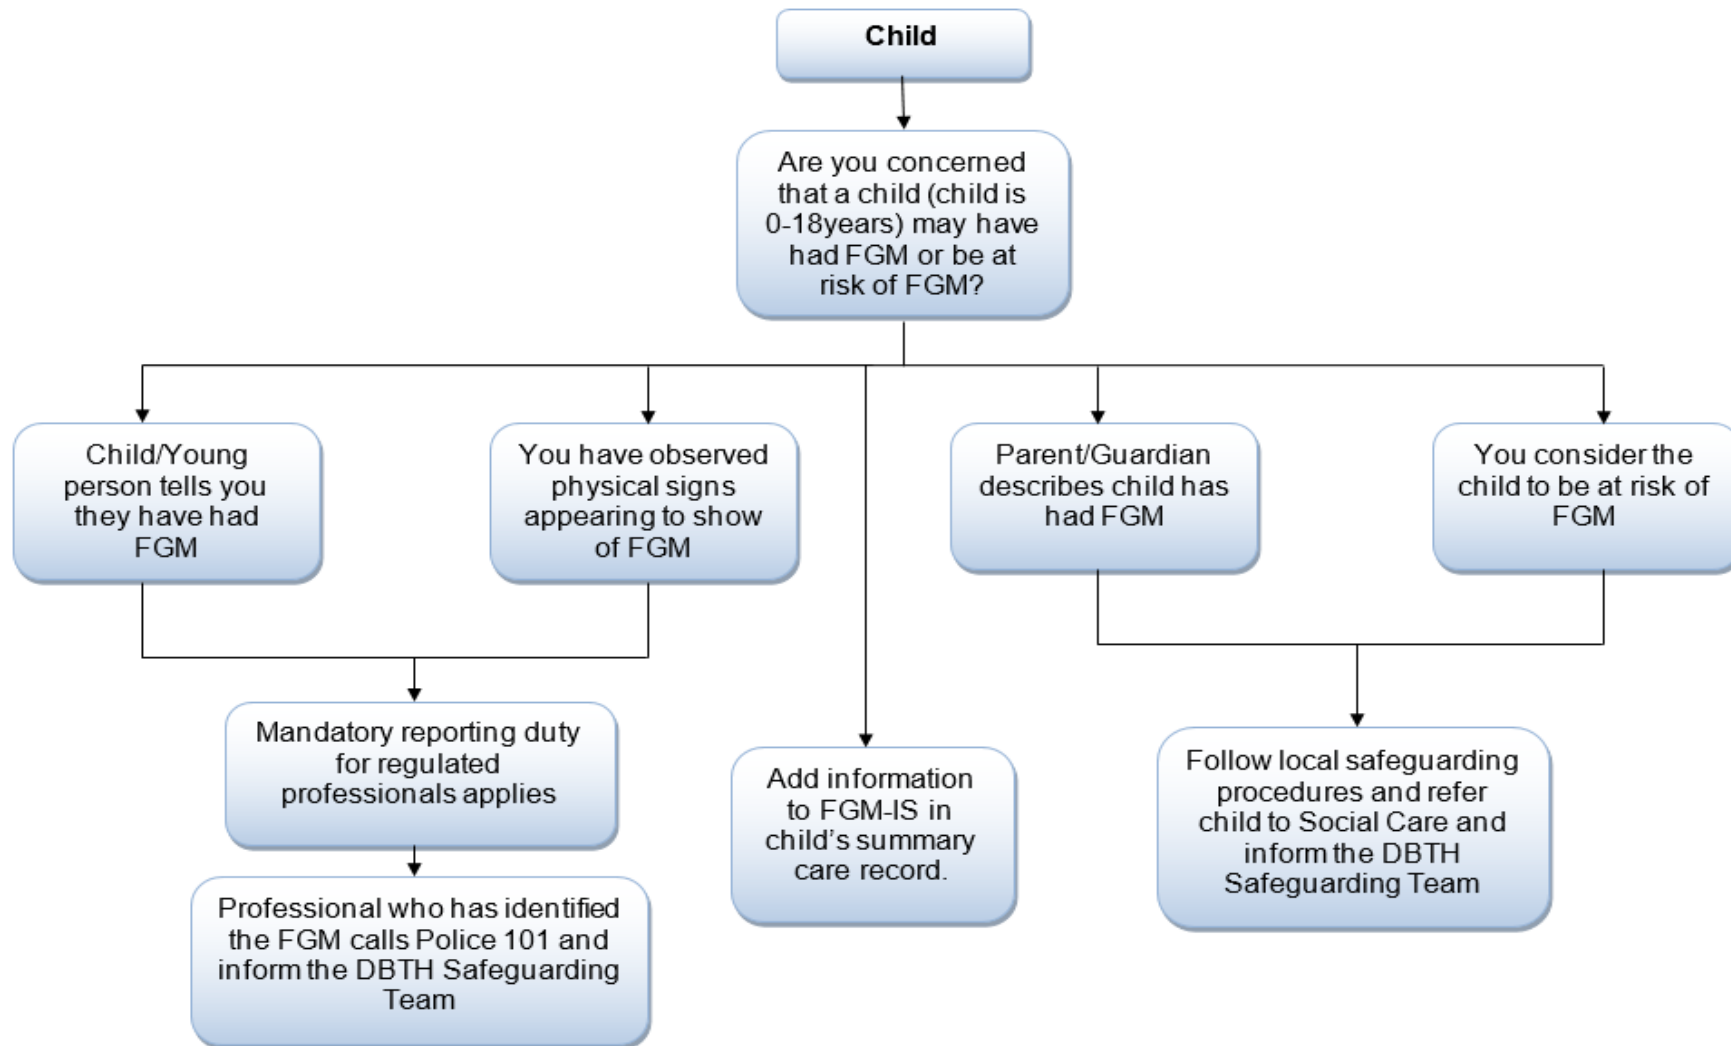 Child
Are you concerned
that a child (child is
0-18years) may have
had FGM or be at
risk of FGM?
Child/Young
person tells you
they have had
FGM
You have observed
physical signs
appearing to show
of FGM
Parent/Guardian
describes child has
had FGM
You consider the
child to be at risk of
FGM
Mandatory reporting duty
for regulated
professionals applies
Add information
to FGM-IS in
child’s summary
care record.
Follow local safeguarding
procedures and refer
child to Social Care and
inform the DBTH
Safeguarding Team
Professional who has identified
the FGM calls Police 101 and
inform the DBTH Safeguarding
Team